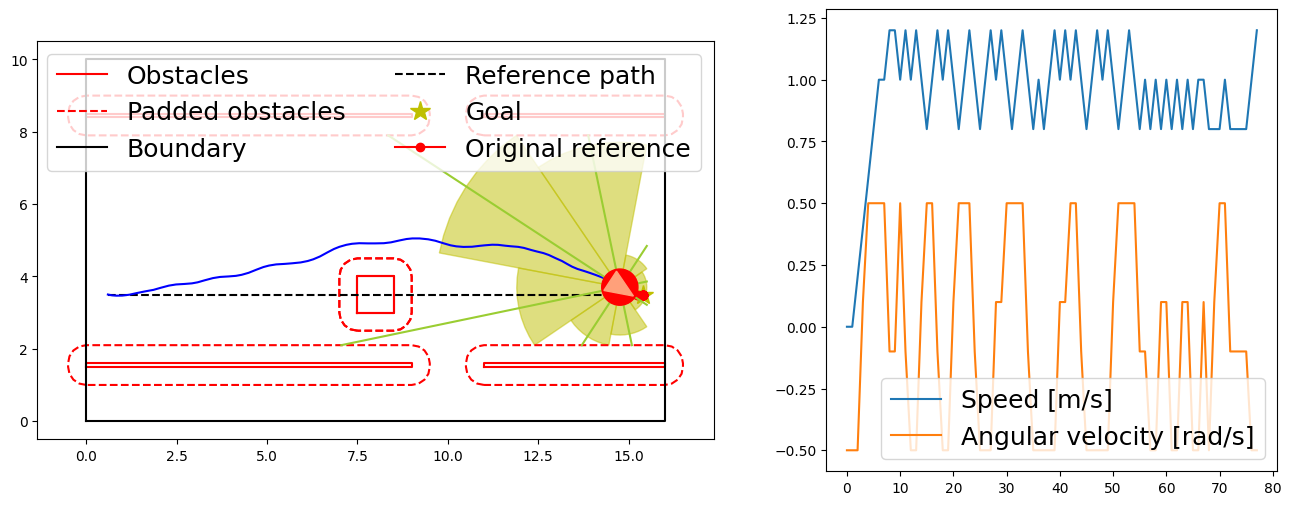 Obstacles
Padded obstacles
Boundary
Reference path
Goal
Original reference
10
8
6
4
2
0
0.0 2.5 5.0 7.5 10.0 12.5 15.0
1.25
1.00
0.75
0.50
0.25
0.00
−0.25
−0.50
Speed [m/s]
Angular velocity [rad/s]
0 10 20 30 40 50 60 70 80